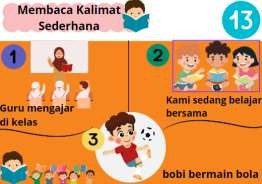 Membaca Kalimat
Sederhana
13
1
2
Guru mengajar
di kelas
Kami sedang belajar
bersama
3
bobi bermain bola